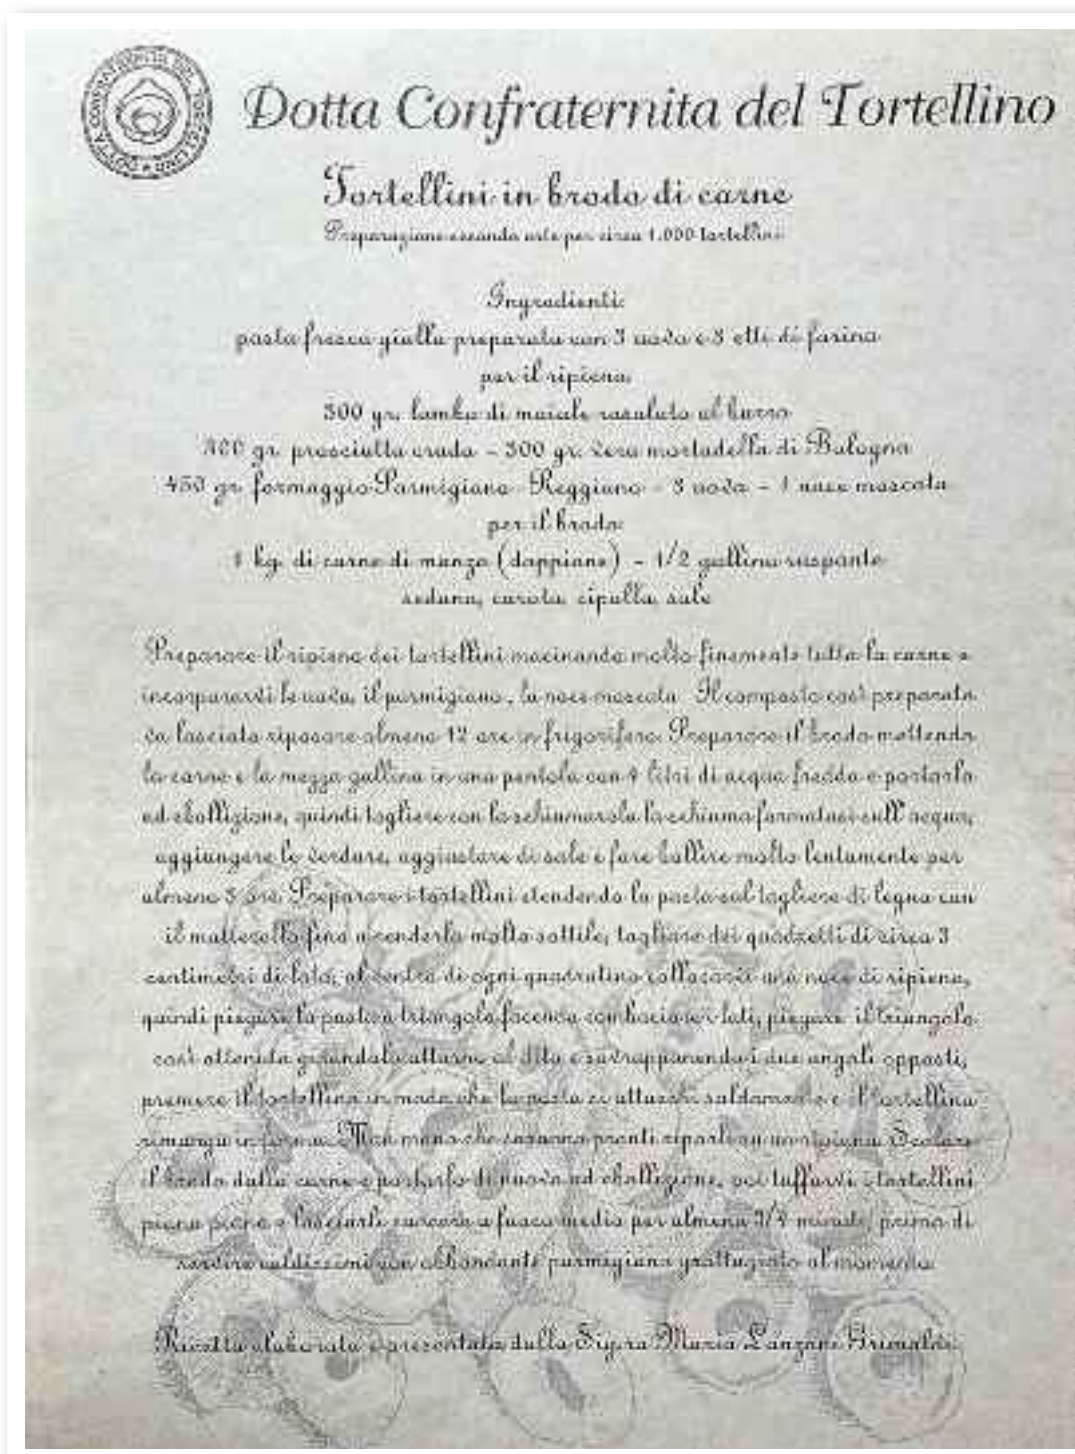 DOTTA CONFRATERNITA DEL TORTELLINO
Dotta Confraternita del Tortellino
Tortellini in brodo di carne
Preparazione secondo arte per circa 1.000 tortellini
Ingredienti:
pasta fresca gialla preparata con 3 uova e 3 etti di farina
per il ripieno:
300 gr. lombo di maiale rosolato al burro
gr. prosciutto crudo - 300 gr. vera mortadella di Bologna
450 gr. formaggio Parmigiano Reggiano - 3 uova - 1 noce moscata
per il brodo:
1 kg. di carne di manzo (doppione) - 1/2 gallina ruspante
sedano, carota, cipolla, sale
Preparare il ripieno dei tortellini macinando molto finemente tutta la carne e
incorporarvi le uova, il parmigiano, la noce moscata. Il composto così preparato
va lasciato riposare almeno 12 ore in frigorifero. Preparare il brodo mettendo
la carne e la mezza gallina in una pentola con 4 litri di acqua fredda e portarla
ad ebollizione, quindi togliere con la schiumarola la schiuma formatasi sull'acqua,
aggiungere le verdure, aggiustare di sale e fare bollire molto lentamente per
almeno 3 ore. Preparare i tortellini stendendo la pasta sul tagliere di legno con
il matterello fino a renderla molto sottile, tagliare dei quadretti di circa 3
centimetri di lato, al centro di ogni quadratino collocarci una noce di ripieno,
quindi piegare la pasta a triangolo facendo combaciare i lati, piegare il triangolo
così ottenuto girandolo attorno al dito e sovrapponendo i due angoli opposti,
premere il tortellino in modo che la pasta si attacchi saldamente e il tortellino
rimanga in forma. Man mano che saranno pronti riporli su un ripiano. Scolare
il brodo dalla carne e portarlo di nuovo ad ebollizione, poi tuffarvi i tortellini
piano piano e lasciarli cuocere a fuoco medio per almeno 3/4 minuti, prima di
servire caldissimi con abbondante parmigiano grattugiato al momento.
Ricetta elaborata e presentata dalla Sig.ra Maria Lanzoni Grimaldi